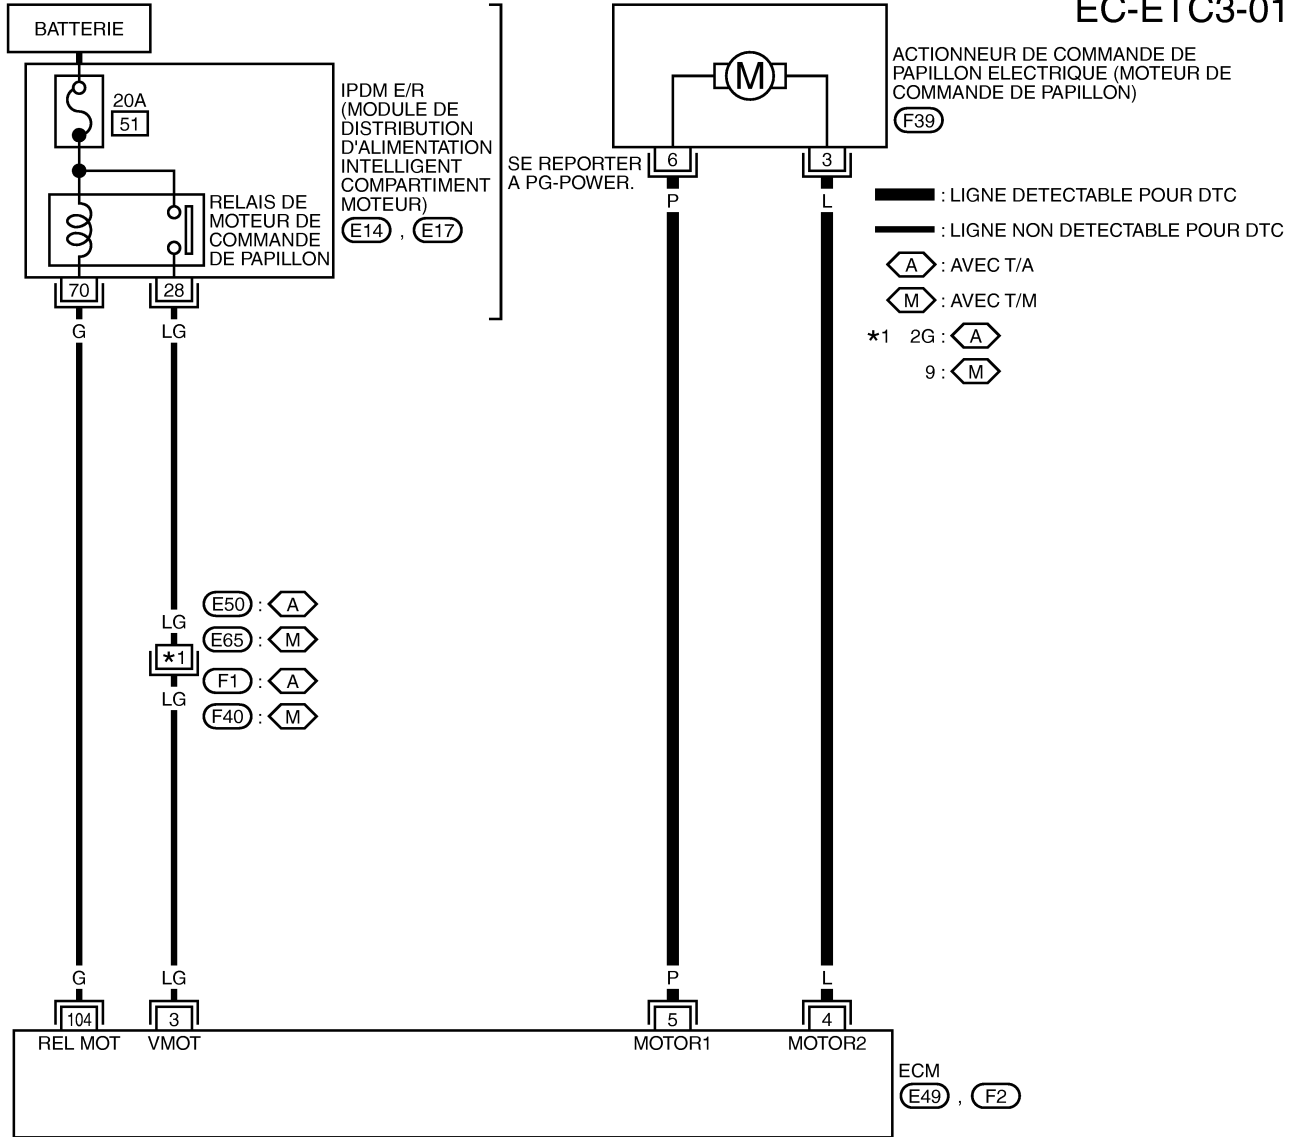 EC-ETC3-01
BATTERIE
20A
51
IPDM E/R
(MODULE DE
DISTRIBUTION
D'ALIMENTATION
INTELLIGENT
COMPARTIMENT
MOTEUR)
E14 , E17
RELAIS DE
MOTEUR DE
COMMANDE
DE PAPILLON
SE REPORTER
A PG-POWER.
M
ACTIONNEUR DE COMMANDE DE
PAPILLON ELECTRIQUE (MOTEUR DE
COMMANDE DE PAPILLON)
F39
70 28
G LG
6 3
P L
: LIGNE DETECTABLE POUR DTC
: LIGNE NON DETECTABLE POUR DTC
A : AVEC T/A
M : AVEC T/M
*1 2G : A
9 : M
LG
*1
LG
E50 : A
E65 : M
F1 : A
F40 : M
G LG P L
104 3 5 4
REL MOT VMOT MOTOR1 MOTOR2
ECM
E49 , F2